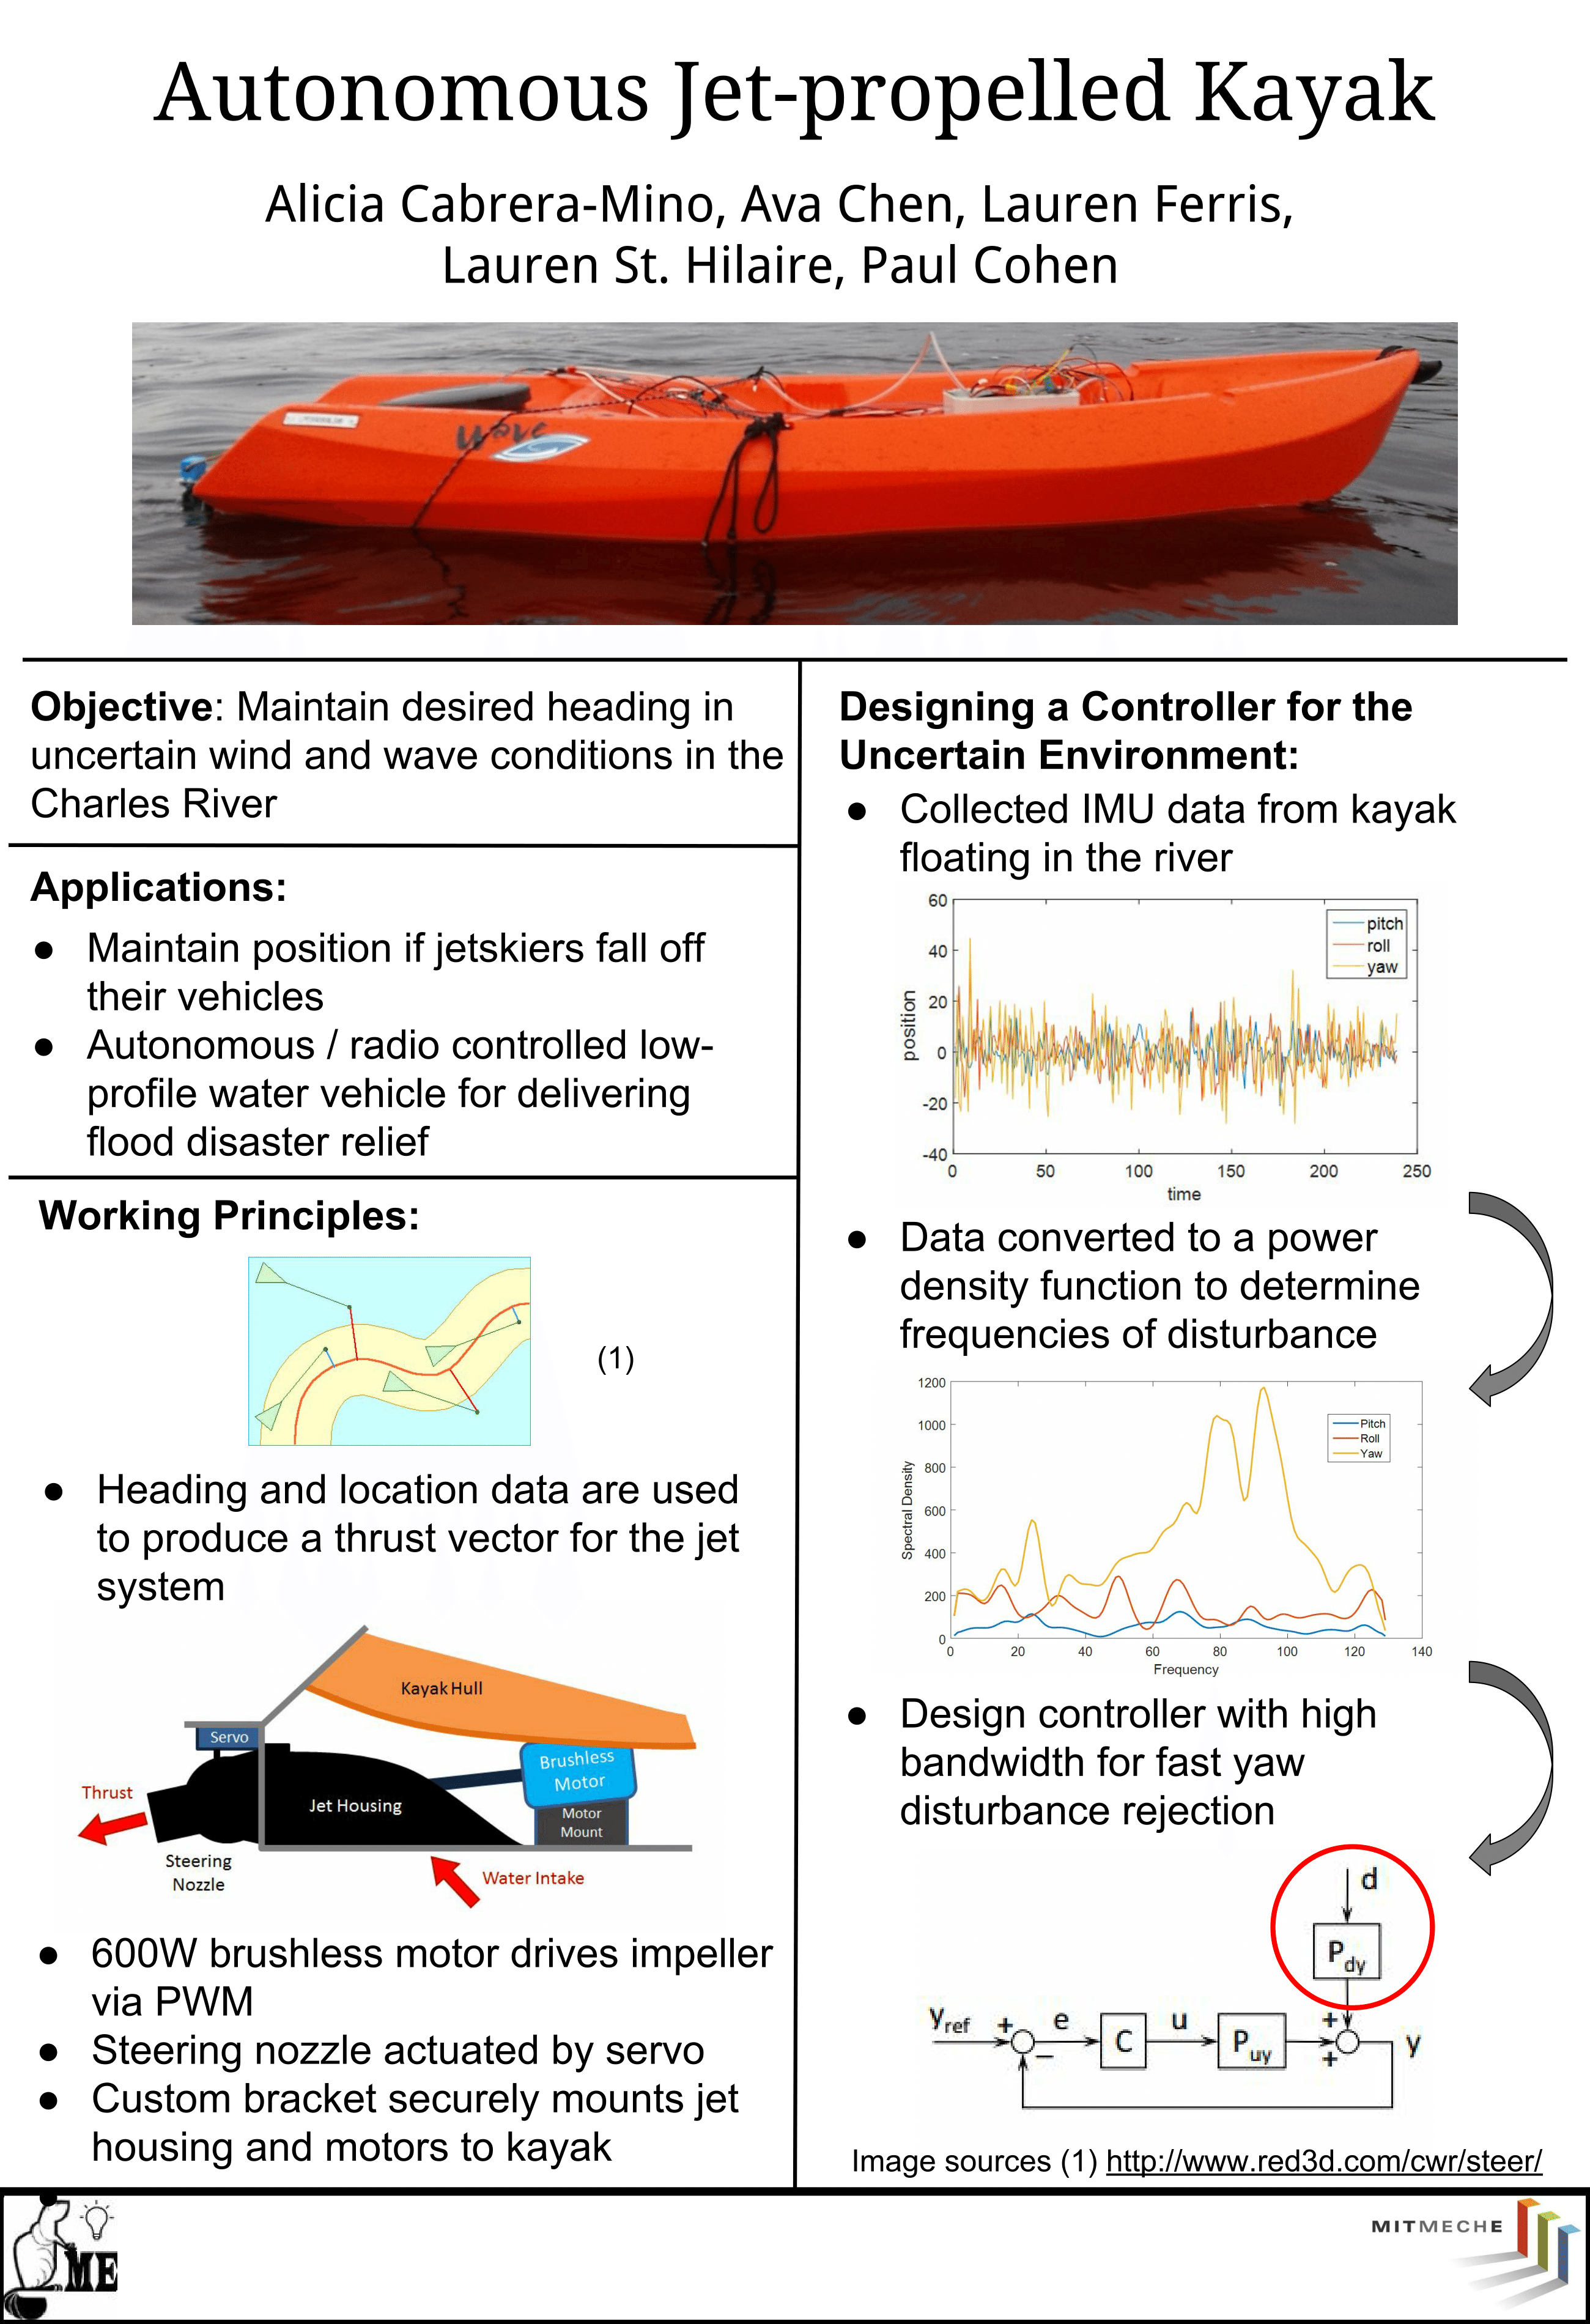 Autonomous Jet-propelled Kayak
Alicia Cabrera-Mino, Ava Chen, Lauren Ferris,
Lauren St. Hilaire, Paul Cohen
Wave
Objective: Maintain desired heading in
uncertain wind and wave conditions in the
Charles River
Applications:
● Maintain position if jetskiers fall off
their vehicles
● Autonomous / radio controlled low-
profile water vehicle for delivering
flood disaster relief
Working Principles:
(1)
● Heading and location data are used
to produce a thrust vector for the jet
system
Kayak Hull
Servo
Brushless
Motor
Thrust
Jet Housing
Motor
Mount
Steering
Nozzle
Water Intake
● 600W brushless motor drives impeller
via PWM
● Steering nozzle actuated by servo
● Custom bracket securely mounts jet
housing and motors to kayak
Designing a Controller for the
Uncertain Environment:
● Collected IMU data from kayak
floating in the river
60
40
20
0
-20
-40
position
pitch
roll
yaw
0 50 100 150 200 250
time
● Data converted to a power
density function to determine
frequencies of disturbance
1200
1000
800
600
400
200
0
Spectral Density
Pitch
Roll
Yaw
0 20 40 60 80 100 120 140
Frequency
● Design controller with high
bandwidth for fast yaw
disturbance rejection
d
Pdy
yref + e C u Puy + y
− +
Image sources (1) http://www.red3d.com/cwr/steer/
ME
MITMECHE